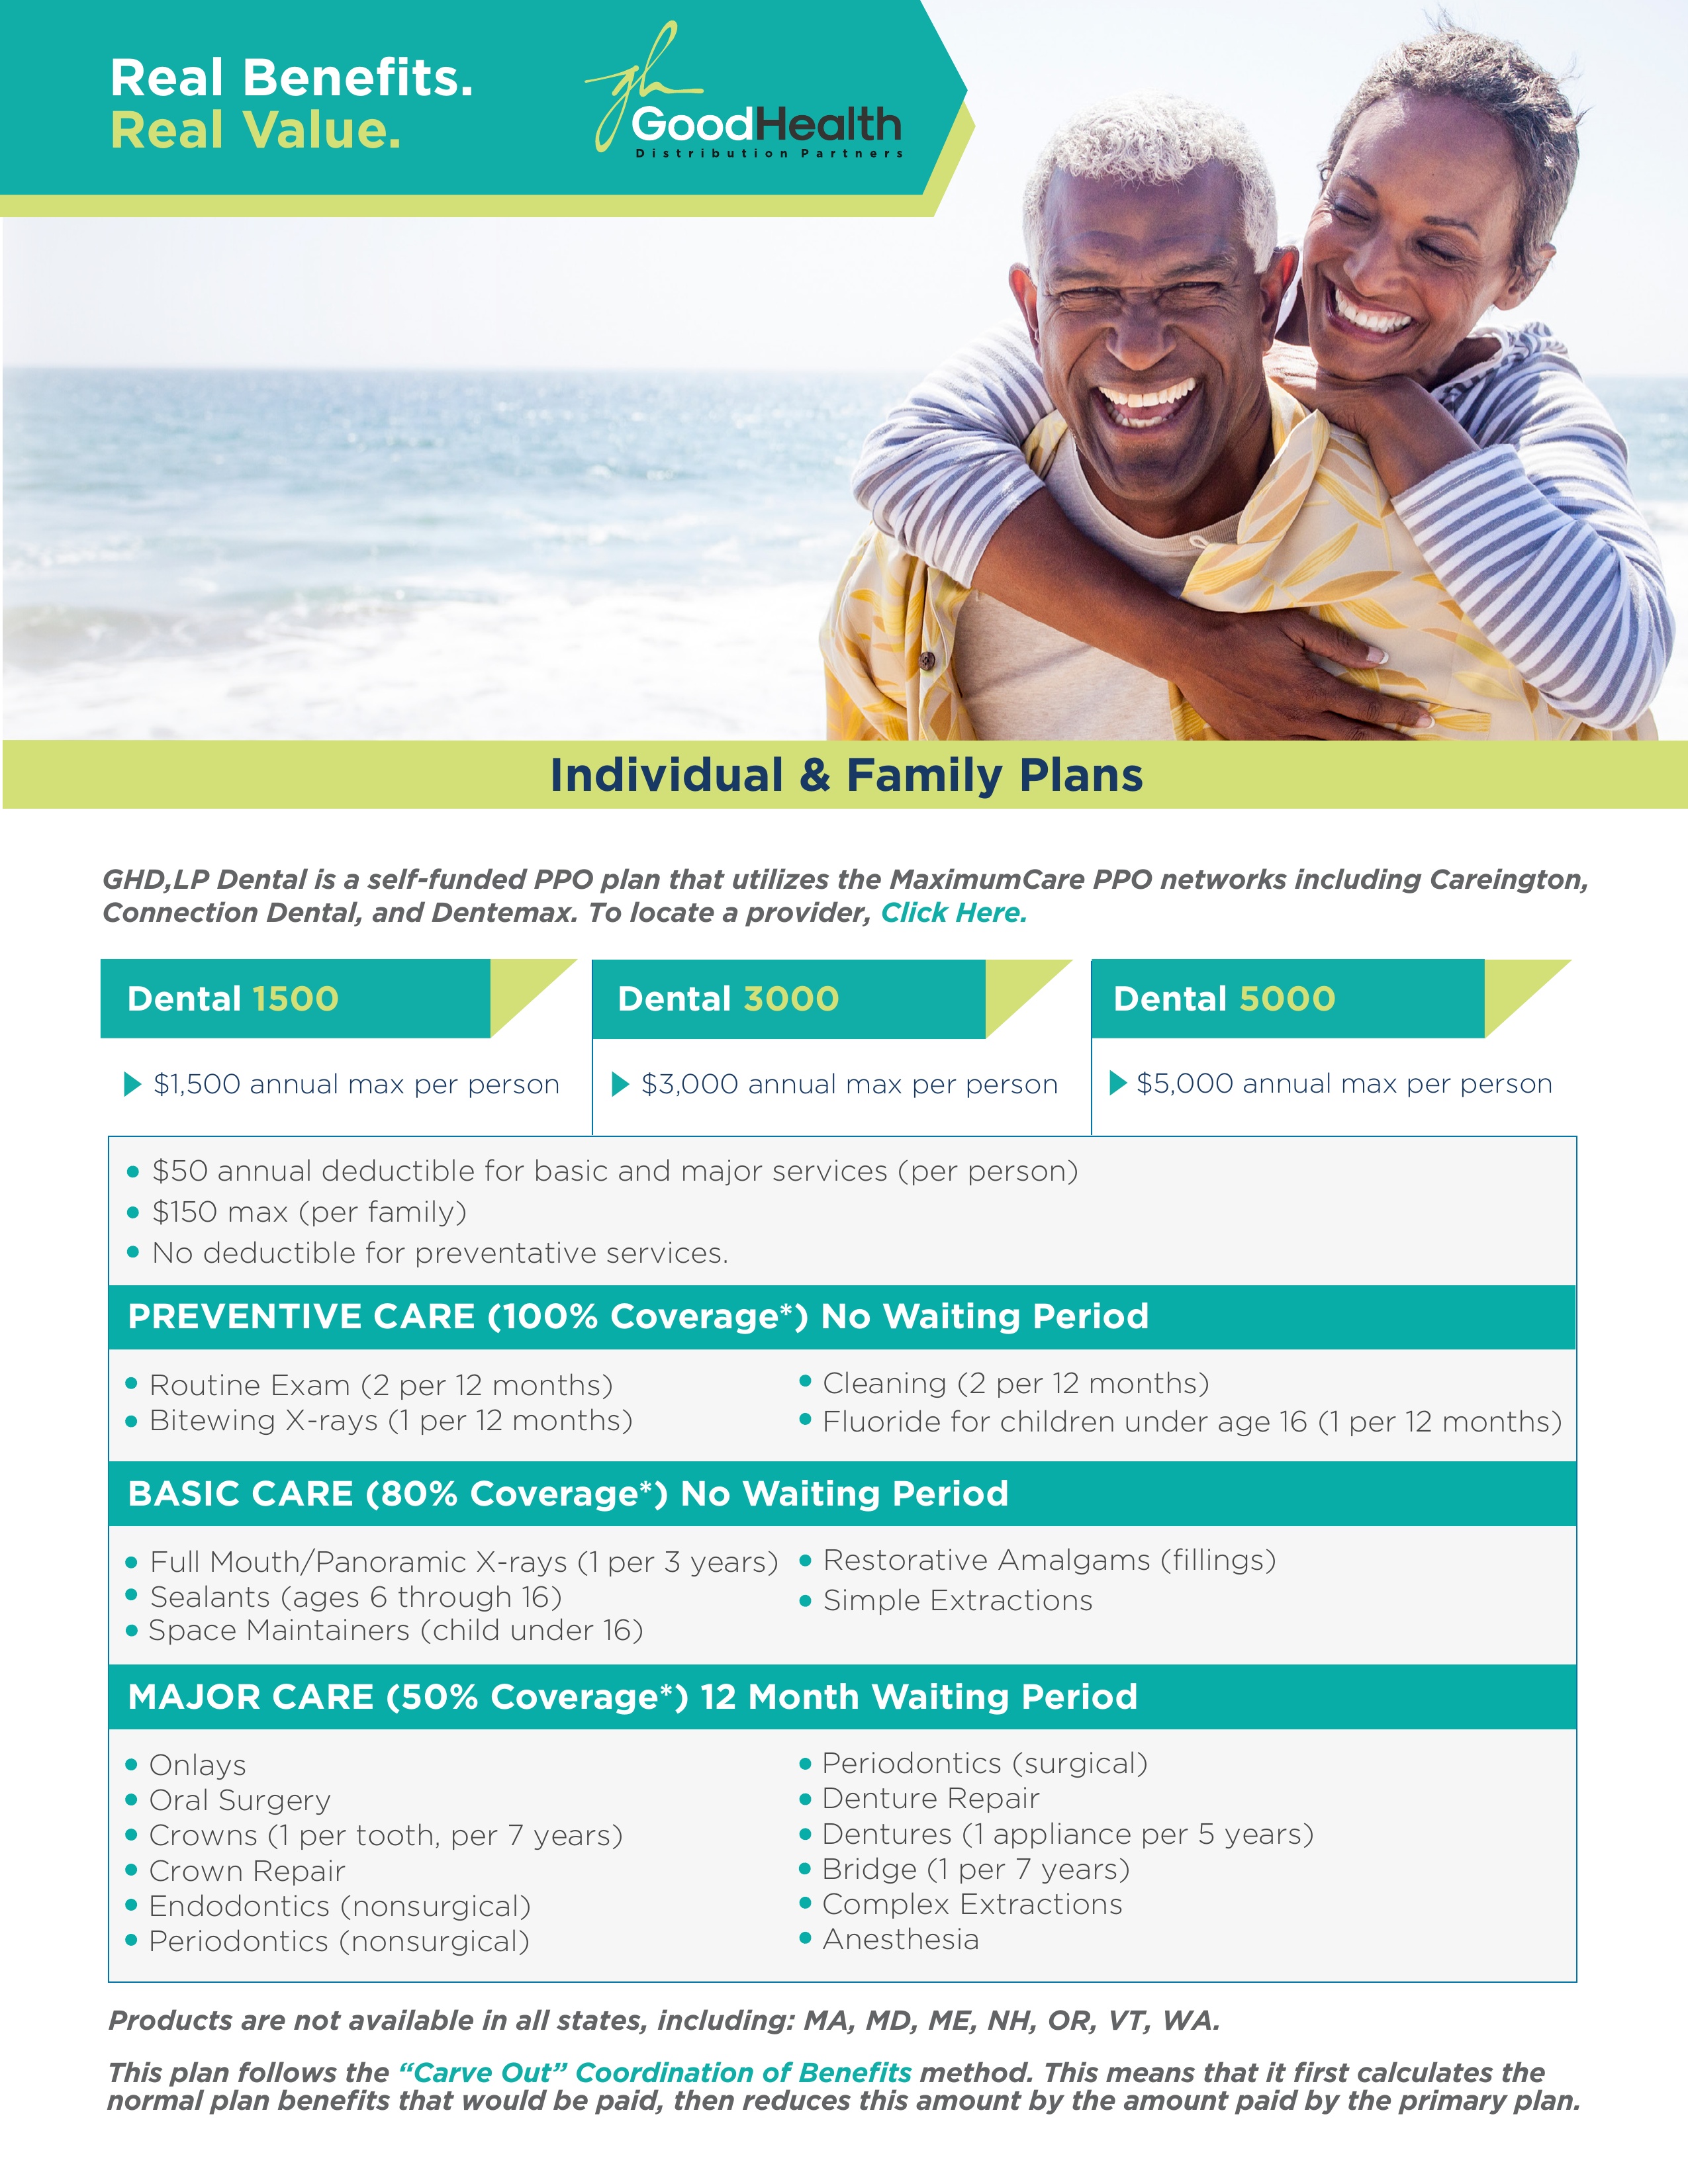 Real Benefits.
Real Value.
gh
GoodHealth
Distribution Partners
Individual & Family Plans
GHD,LP Dental is a self-funded PPO plan that utilizes the MaximumCare PPO networks including Careington,
Connection Dental, and Dentemax. To locate a provider, Click Here.
Dental 1500
$1,500 annual max per person
Dental 3000
$3,000 annual max per person
Dental 5000
$5,000 annual max per person
• $50 annual deductible for basic and major services (per person)
• $150 max (per family)
• No deductible for preventative services.
PREVENTIVE CARE (100% Coverage*) No Waiting Period
• Routine Exam (2 per 12 months)
• Bitewing X-rays (1 per 12 months)
• Cleaning (2 per 12 months)
• Fluoride for children under age 16 (1 per 12 months)
BASIC CARE (80% Coverage*) No Waiting Period
• Full Mouth/Panoramic X-rays (1 per 3 years)
• Sealants (ages 6 through 16)
• Space Maintainers (child under 16)
• Restorative Amalgams (fillings)
• Simple Extractions
MAJOR CARE (50% Coverage*) 12 Month Waiting Period
• Onlays
• Oral Surgery
• Crowns (1 per tooth, per 7 years)
• Crown Repair
• Endodontics (nonsurgical)
• Periodontics (nonsurgical)
• Periodontics (surgical)
• Denture Repair
• Dentures (1 appliance per 5 years)
• Bridge (1 per 7 years)
• Complex Extractions
• Anesthesia
Products are not available in all states, including: MA, MD, ME, NH, OR, VT, WA.
This plan follows the “Carve Out” Coordination of Benefits method. This means that it first calculates the
normal plan benefits that would be paid, then reduces this amount by the amount paid by the primary plan.